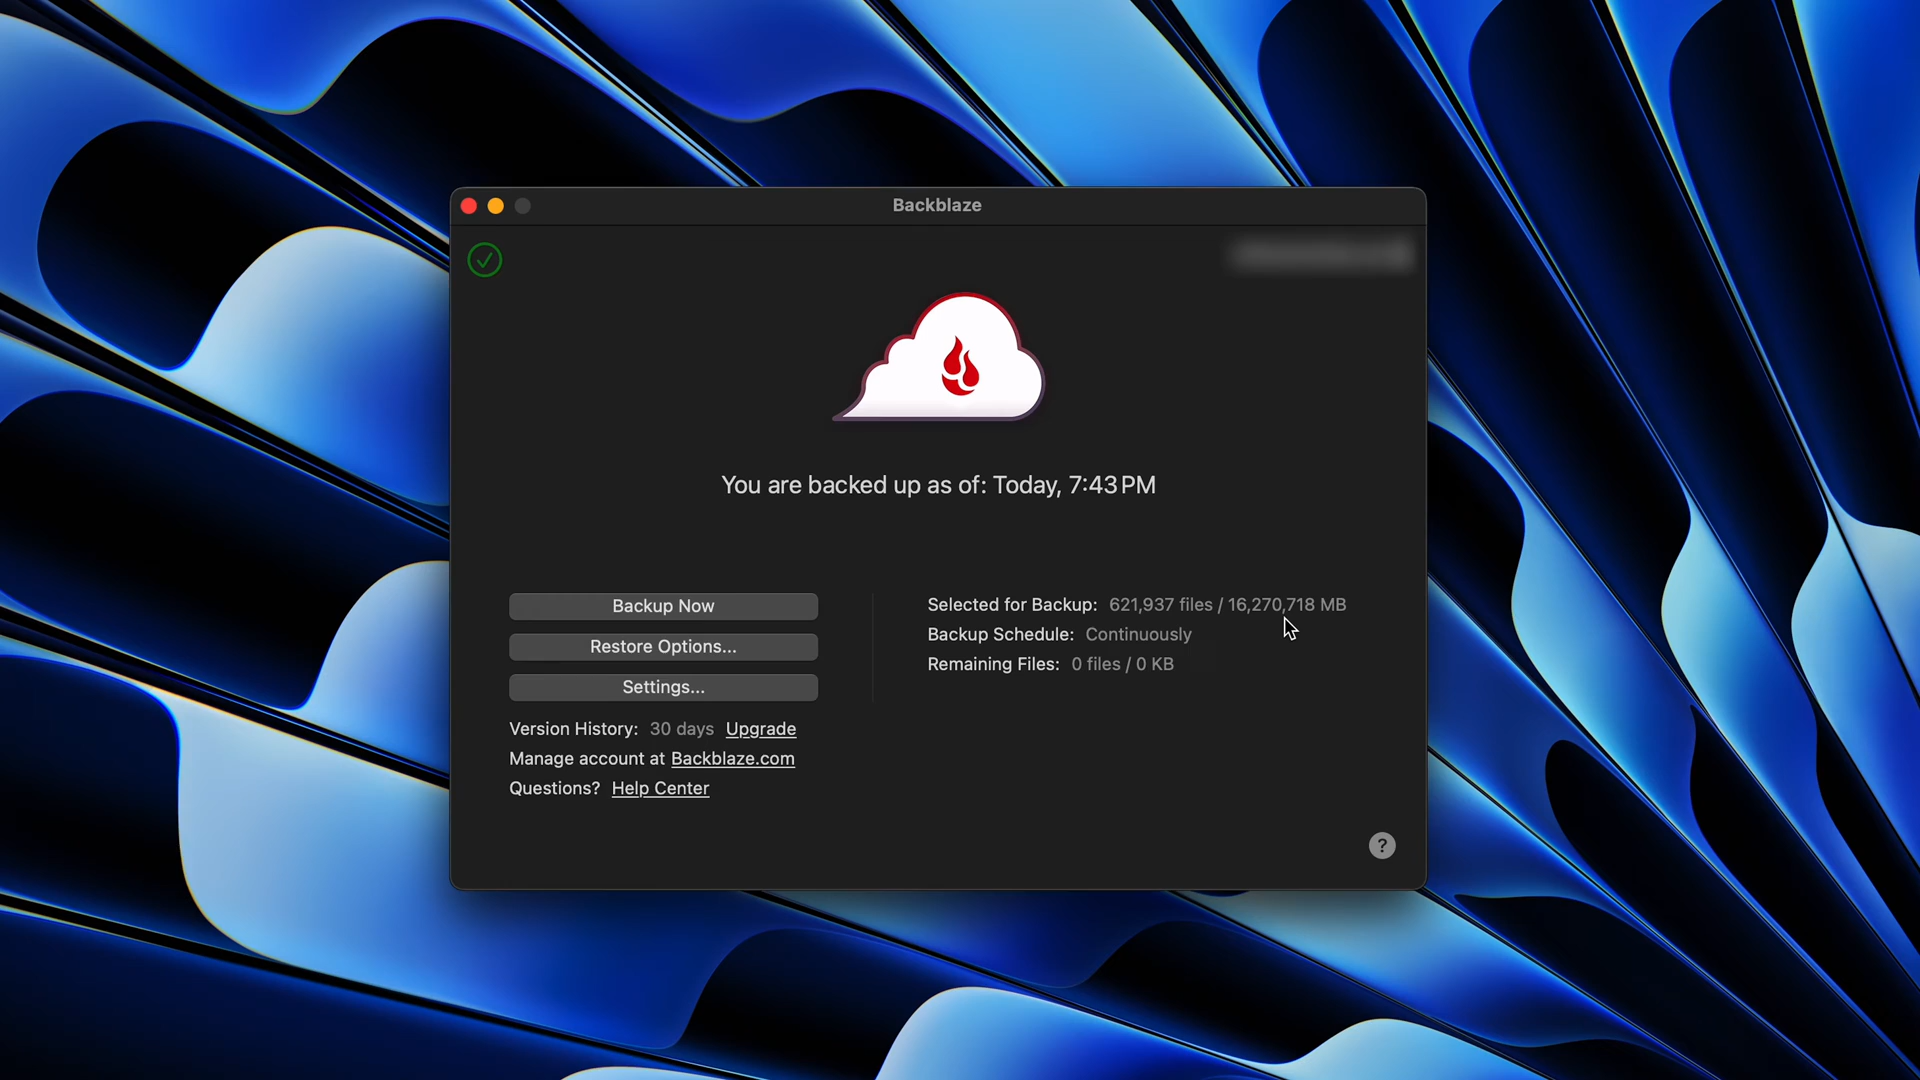 Backblaze
You are backed up as of: Today, 7:43 PM
Backup Now
Restore Options...
Settings...
Version History: 30 days Upgrade
Manage account at Backblaze.com
Questions? Help Center
Selected for Backup: 621,937 files / 16,270,718 MB
Backup Schedule: Continuously
Remaining Files: 0 files / 0 KB
?